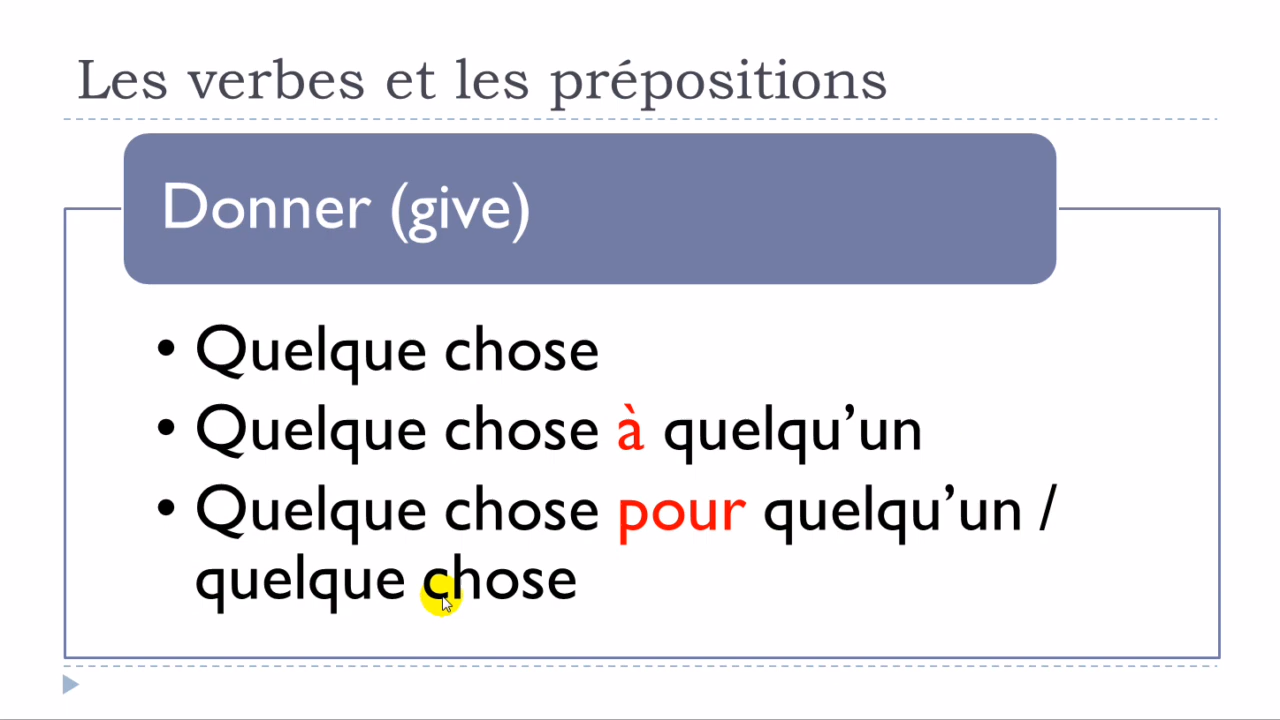 Les verbes et les prépositions
Donner (give)
• Quelque chose
• Quelque chose à quelqu’un
• Quelque chose pour quelqu’un /
quelque chose